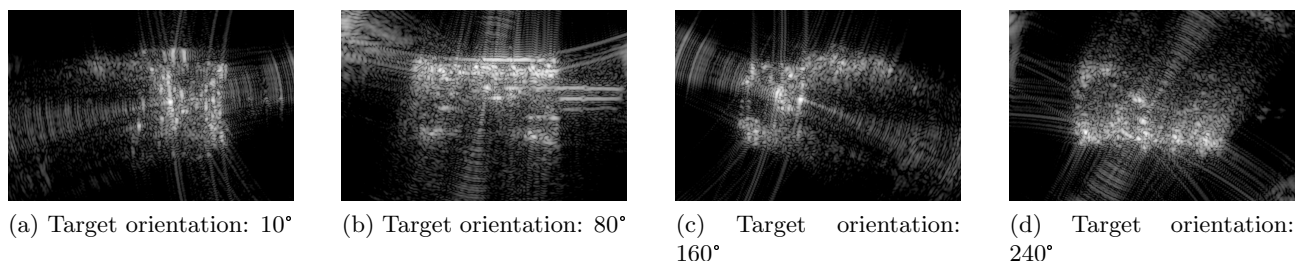 (a) Target orientation: 10°
(b) Target orientation: 80°
(c) Target orientation:
160°
(d) Target orientation:
240°